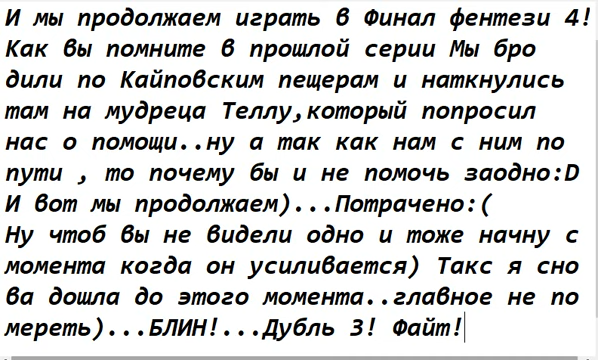 И мы продолжаем играть в Финал фентези 4!
Как вы помните в прошлой серии Мы бро
дили по Кайповским пещерам и наткнулись
там на мудреца Теллу,который попросил
нас о помощи..ну а так как нам с ним по
пути , то почему бы и не помочь заодно:D
И вот мы продолжаем)...Потрачено:(
Ну чтоб вы не видели одно и тоже начну с
момента когда он усиливается) Такс я сно
ва дошла до этого момента..главное не по
мереть)...БЛИН!...Дубль 3! Файт!